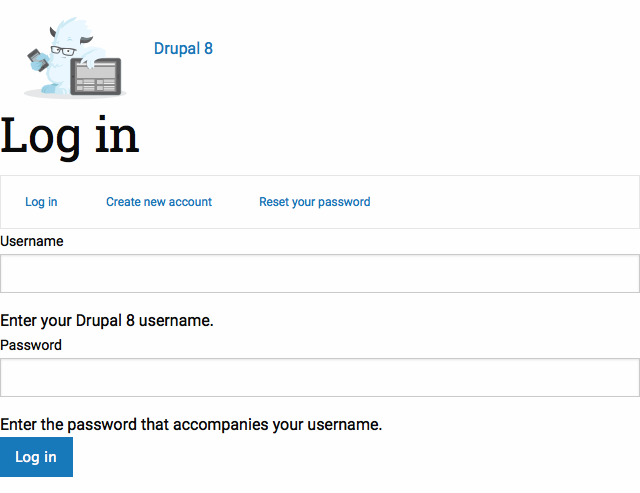 Drupal 8
Log in
Log in Create new account Reset your password
Username
Enter your Drupal 8 username.
Password
Enter the password that accompanies your username.
Log in